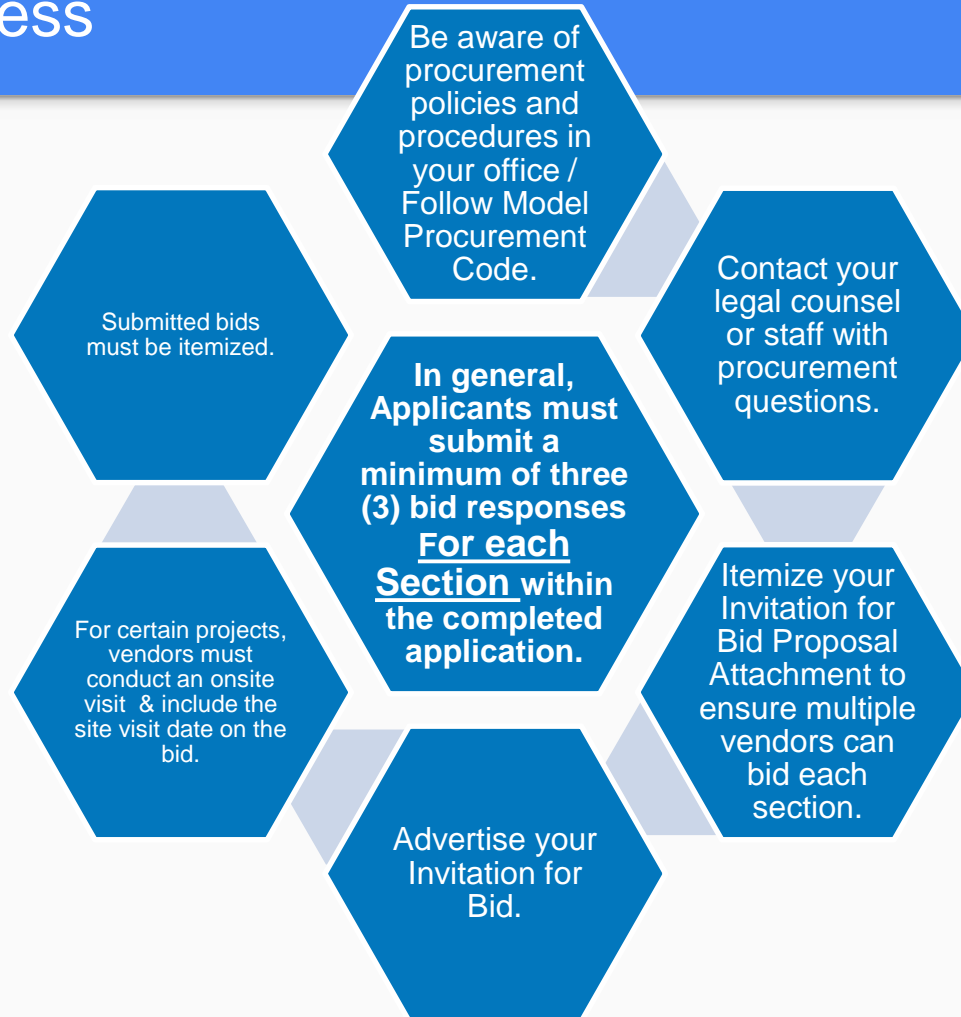 ess
Be aware of
procurement
policies and
procedures in
your office /
Follow Model
Procurement
Code.
Contact your
legal counsel
or staff with
procurement
questions.
Itemize your
Invitation for
Bid Proposal
Attachment to
ensure multiple
vendors can
bid each
section.
Advertise your
Invitation for
Bid.
For certain projects,
vendors must
conduct an onsite
visit & include the
site visit date on the
bid.
Submitted bids
must be itemized.
In general,
Applicants must
submit a
minimum of three
(3) bid responses
For each
Section within
the completed
application.